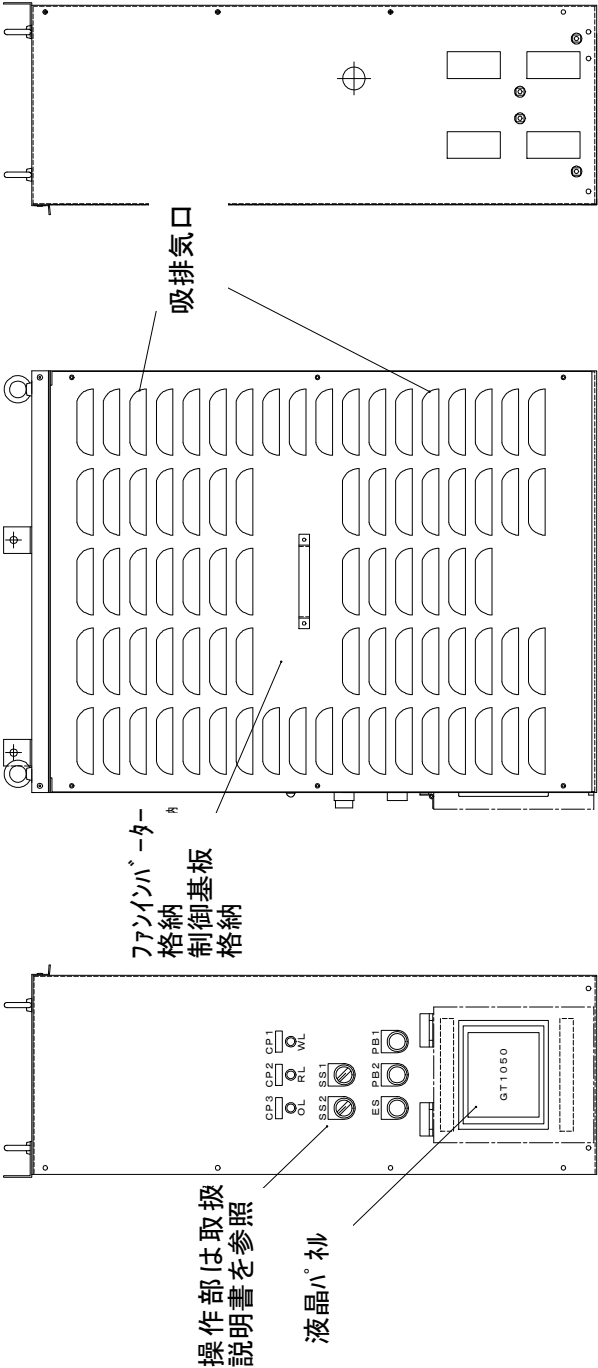 吸排気口
ファンインバーター
内
格納
制御基板
格納
CP3
CP2
CP1
OL
RL
WL
SS2
SS1
ES
PB2
PB1
GT1050
操作部は取扱
説明書を参照
液晶パネル